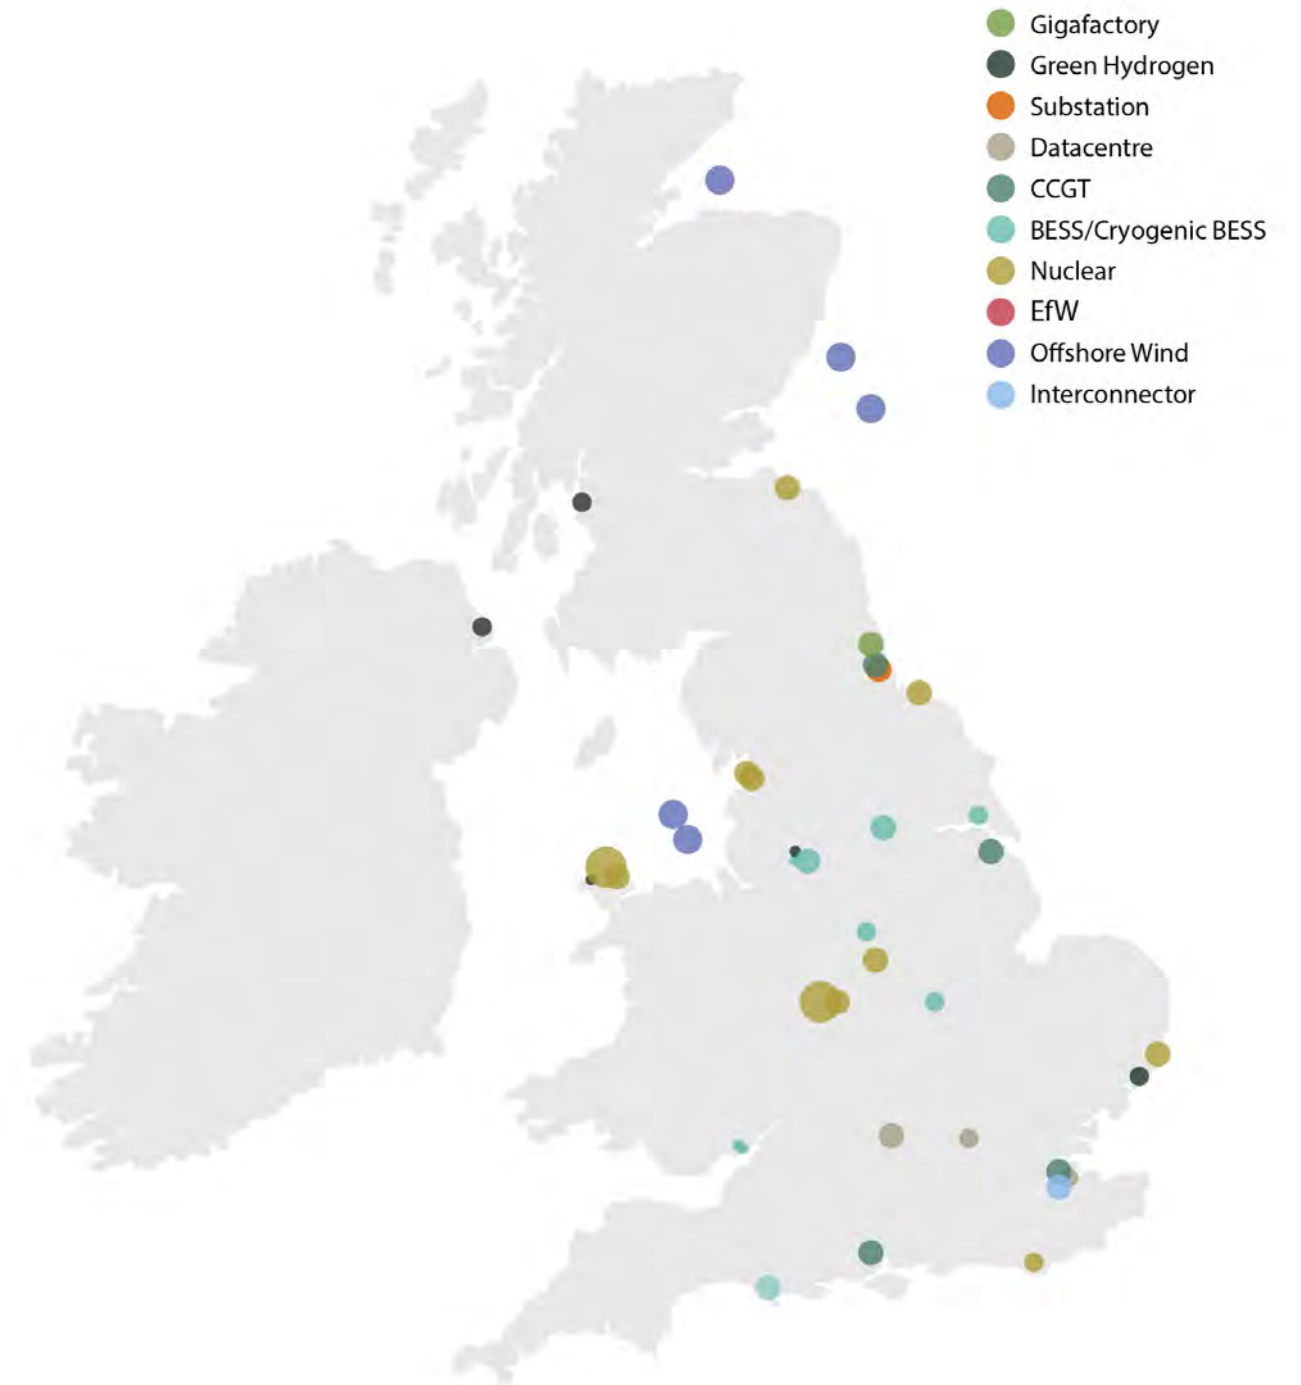 Gigafactory
Green Hydrogen
Substation
Datacentre
CCGT
BESS/Cryogenic BESS
Nuclear
EfW
Offshore Wind
Interconnector